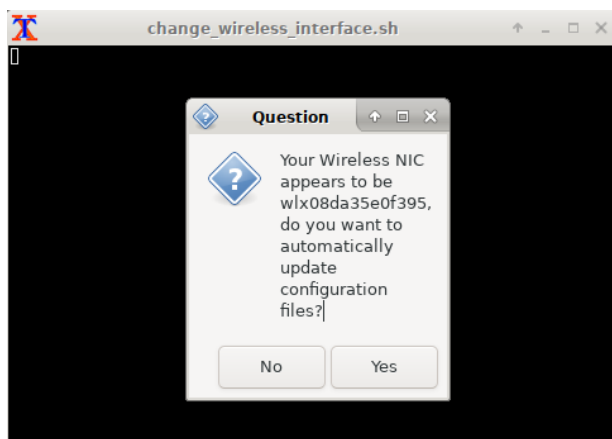 change_wireless_interface.sh
Question
Your Wireless NIC
appears to be
wlx08da35e0f395,
do you want to
automatically
update
configuration
files?
No
Yes